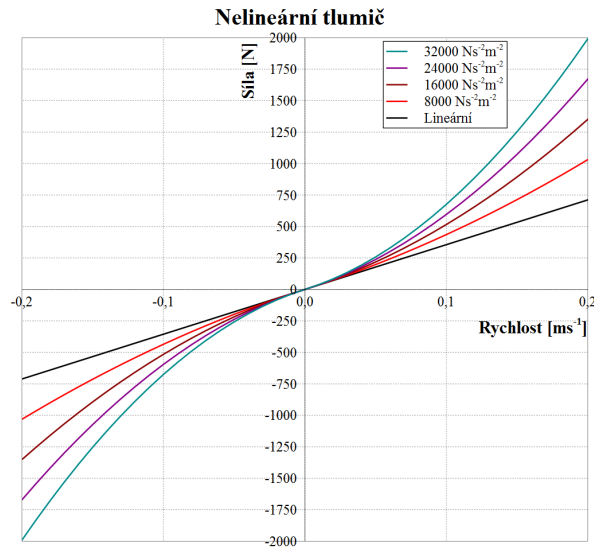 Nelineární tlumič
Síla [N]
2000
1750
1500
1250
1000
750
500
250
0
-250
-500
-750
-1000
-1250
-1500
-1750
-2000
32000 Ns⁻²m⁻²
24000 Ns⁻²m⁻²
16000 Ns⁻²m⁻²
8000 Ns⁻²m⁻²
Lineární
-0,2 -0,1 0,0 0,1 0,2
Rychlost [ms⁻¹]